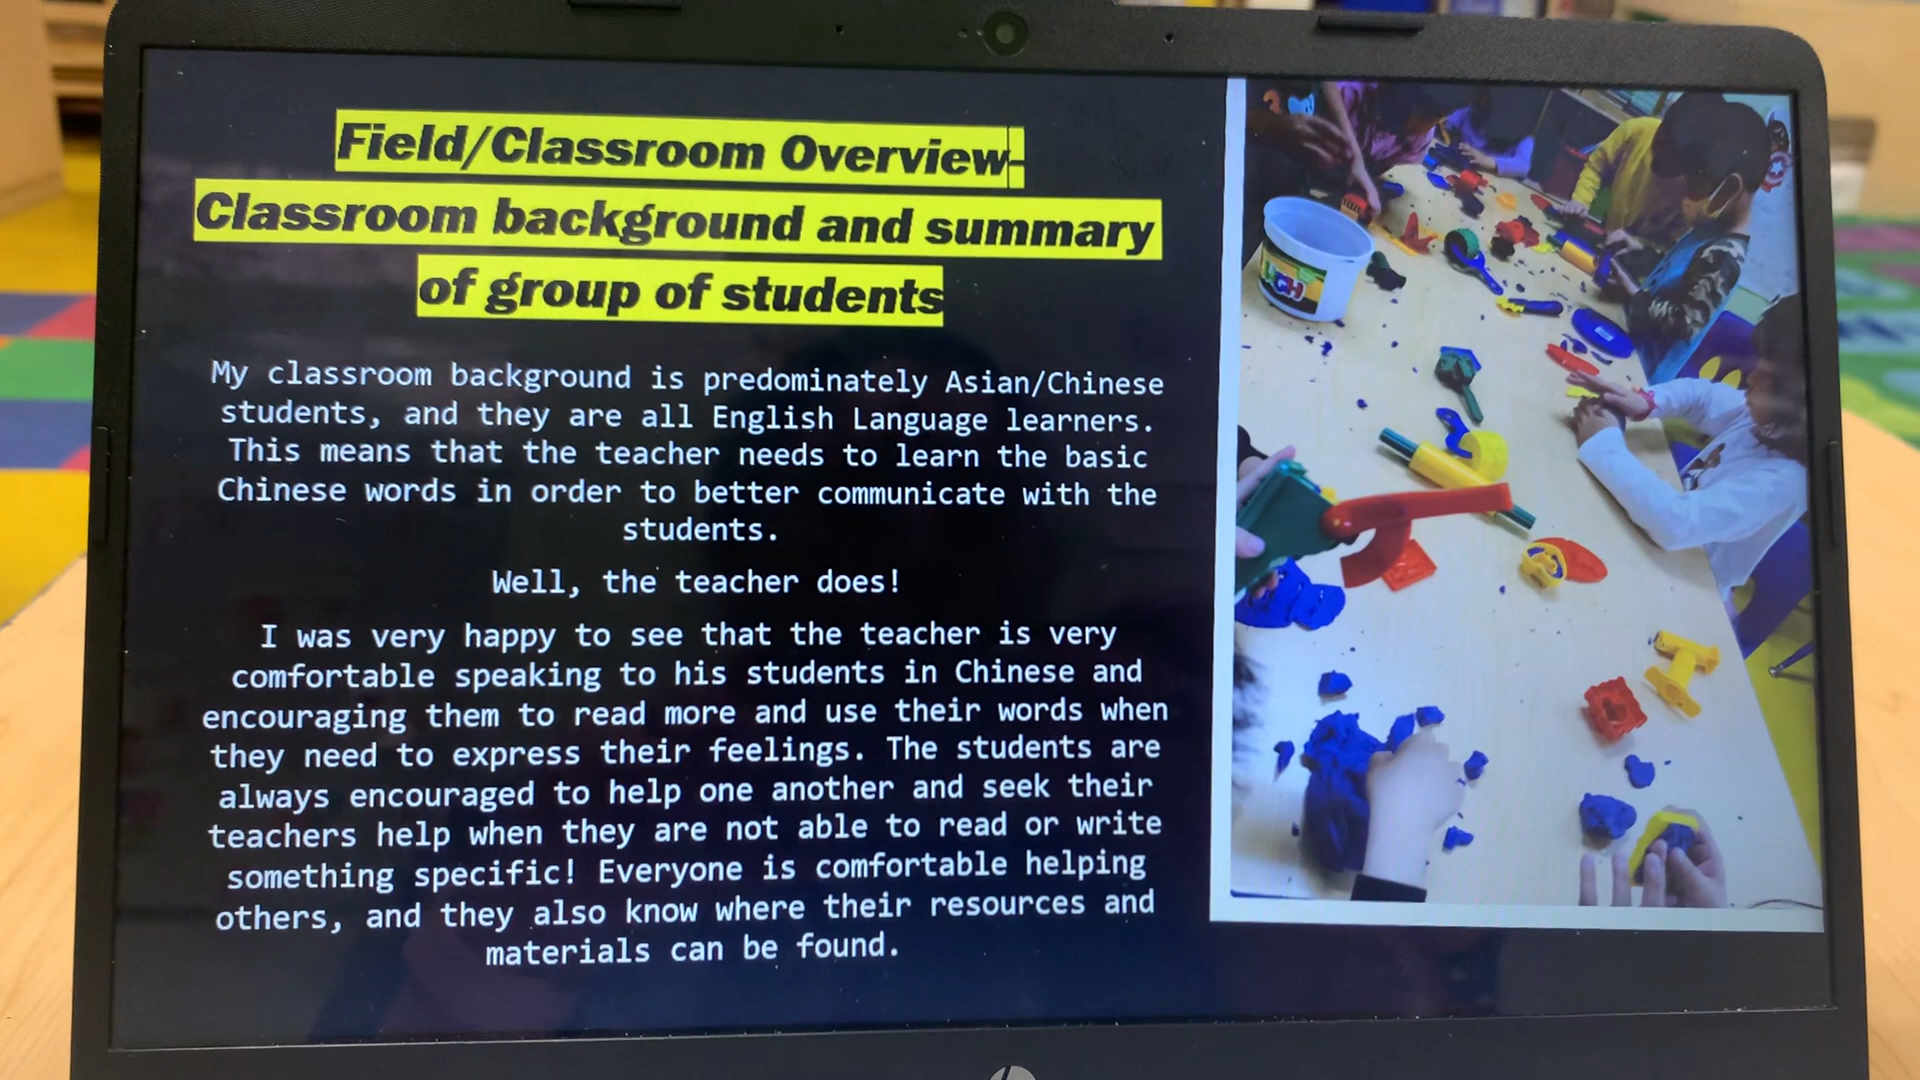 Field/Classroom Overview-
Classroom background and summary
of group of students
My classroom background is predominately Asian/Chinese
students, and they are all English Language learners.
This means that the teacher needs to learn the basic
Chinese words in order to better communicate with the
students.
Well, the teacher does!
I was very happy to see that the teacher is very
comfortable speaking to his students in Chinese and
encouraging them to read more and use their words when
they need to express their feelings. The students are
always encouraged to help one another and seek their
teachers help when they are not able to read or write
something specific! Everyone is comfortable helping
others, and they also know where their resources and
materials can be found.